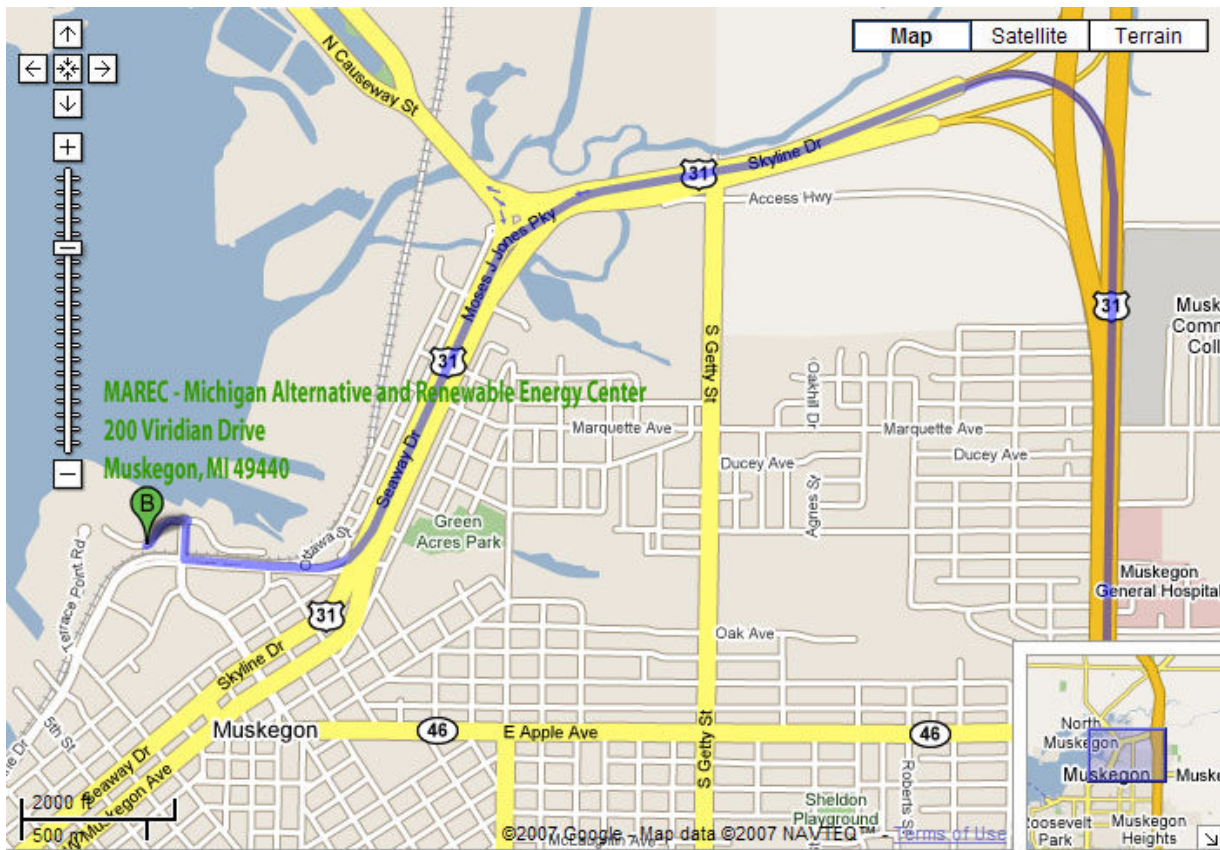 Map
Satellite
Terrain
N Causeway St
31
Skyline Dr
Access Hwy
Moses J Jones Pky
31
Musk
Comm
Coll
31
S Getty St
Oakhill Dr
MAREC - Michigan Alternative and Renewable Energy Center
200 Viridian Drive
Muskegon, MI 49440
Marquette Ave
Marquette Ave
Ducey Ave
Ducey Ave
Seaway Dr
Agnes St
B
Green
Acres Park
Ottawa St
Terrace Point Rd
Muskegon
General Hospital
31
Oak Ave
Skyline Dr
5th St
Muskegon
46
E Apple Ave
46
S Getty St
Seaway Dr
Muskegon Ave
Roberts St
North
Muskegon
Muskegon
Muske
Roosevelt
Park
Muskegon
Heights
2000 ft
500 m
Sheldon
Playground
©2007 Google - Map data ©2007 NAVTEQ™ - Terms of Use
McLaughlin Ave